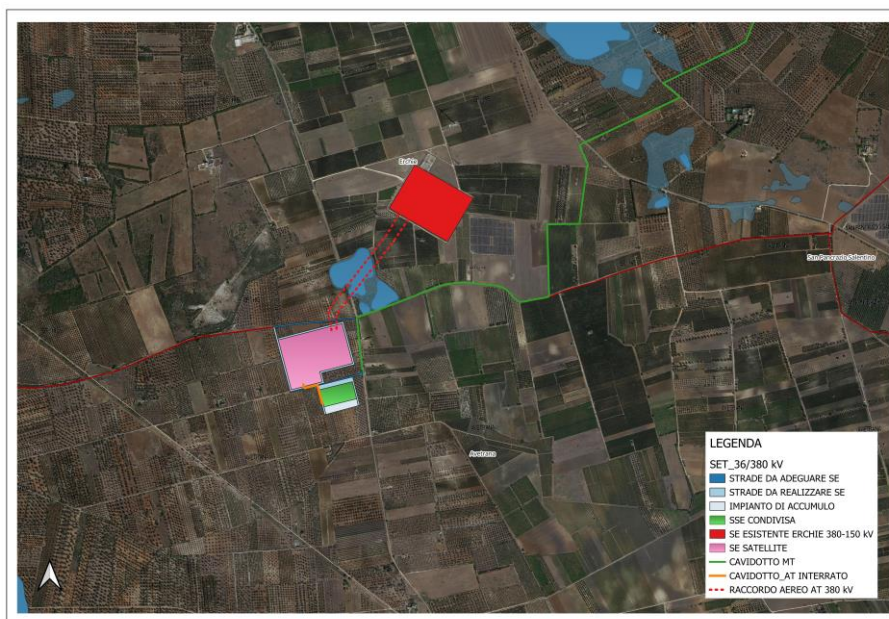 Erchie
San Pancrazio Salentino
Avetrana
LEGENDA
SET_36/380 kV
STRADE DA ADEGUARE SE
STRADE DA REALIZZARE SE
IMPIANTO DI ACCUMULO
SSE CONDIVISA
SE ESISTENTE ERCHIE 380-150 kV
SE SATELLITE
CAVIDOTTO MT
CAVIDOTTO_AT INTERRATO
RACCORDO AEREO AT 380 kV